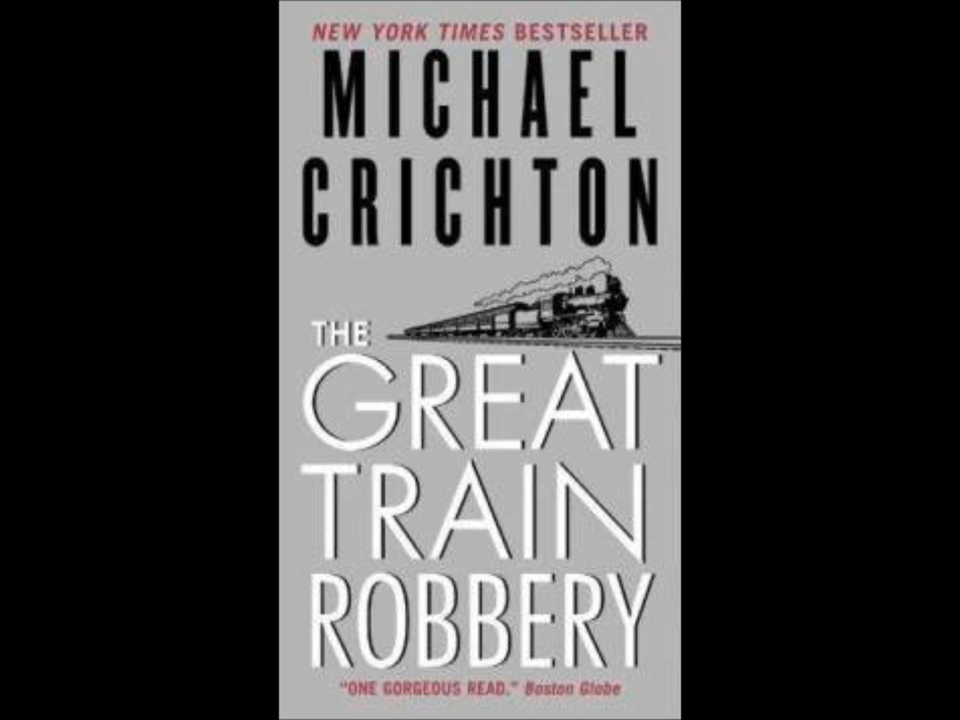 NEW YORK TIMES BESTSELLER
MICHAEL
CRICHTON
THE
GREAT
TRAIN
ROBBERY
"ONE GORGEOUS READ." Boston Globe